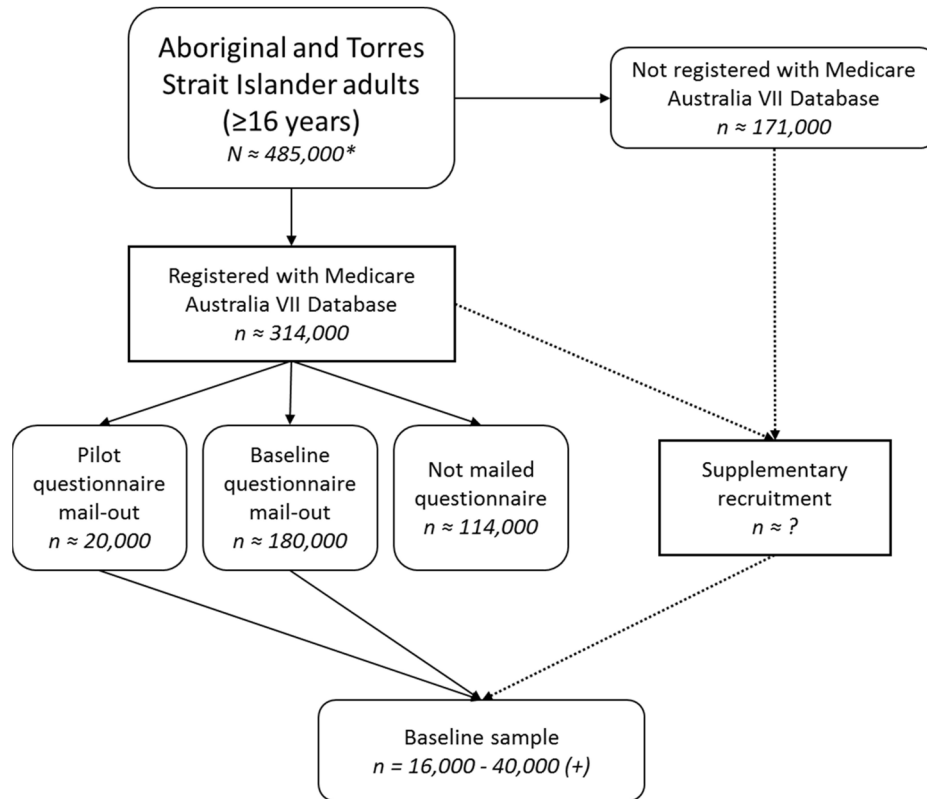 Aboriginal and Torres
Strait Islander adults
(≥16 years)
N ≈ 485,000*
Not registered with Medicare
Australia VII Database
n ≈ 171,000
Registered with Medicare
Australia VII Database
n ≈ 314,000
Pilot
questionnaire
mail-out
n ≈ 20,000
Baseline
questionnaire
mail-out
n ≈ 180,000
Not mailed
questionnaire
n ≈ 114,000
Supplementary
recruitment
n ≈ ?
Baseline sample
n = 16,000 - 40,000 (+)